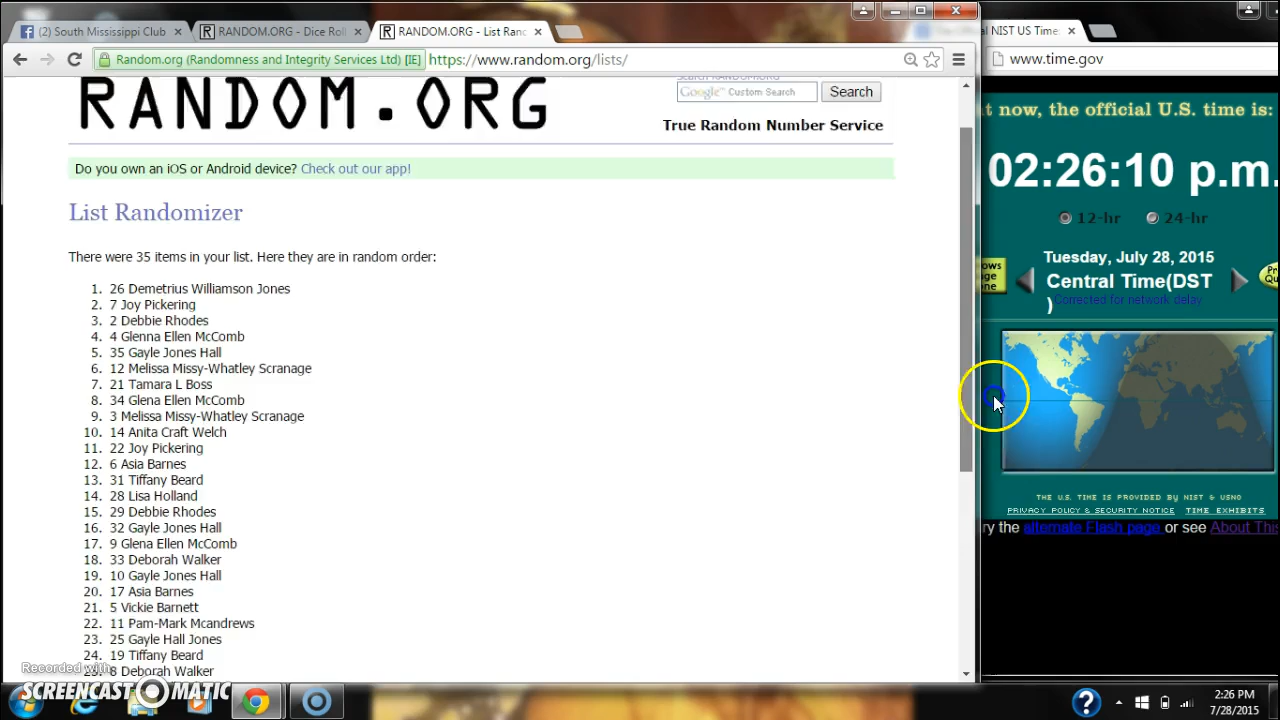 (2) South Mississippi Club
RANDOM.ORG - Dice Roll
RANDOM.ORG - List Ran
NIST US Time
Random.org (Randomness and Integrity Services Ltd) [IE]
https://www.random.org/lists/
www.time.gov
RANDOM.ORG
Search RANDOM.ORG
Google™ Custom Search
Search
True Random Number Service
Do you own an iOS or Android device? Check out our app!
List Randomizer
There were 35 items in your list. Here they are in random order:
1. 26 Demetrius Williamson Jones
2. 7 Joy Pickering
3. 2 Debbie Rhodes
4. 4 Glenna Ellen McComb
5. 35 Gayle Jones Hall
6. 12 Melissa Missy-Whatley Scranage
7. 21 Tamara L Boss
8. 34 Glenna Ellen McComb
9. 3 Melissa Missy-Whatley Scranage
10. 14 Anita Craft Welch
11. 22 Joy Pickering
12. 6 Asia Barnes
13. 31 Tiffany Beard
14. 28 Lisa Holland
15. 29 Debbie Rhodes
16. 32 Gayle Jones Hall
17. 9 Glena Ellen McComb
18. 33 Deborah Walker
19. 10 Gayle Jones Hall
20. 17 Asia Barnes
21. 5 Vickie Barnett
22. 11 Pam-Mark Mcandrews
23. 25 Gayle Hall Jones
24. 19 Tiffany Beard
25. 8 Deborah Walker
t now, the official U.S. time is:
02:26:10 p.m.
12-hr 24-hr
Tuesday, July 28, 2015
Central Time(DST
)
Corrected for network delay
THE U.S. TIME IS PROVIDED BY NIST & USNO
PRIVACY POLICY & SECURITY NOTICE TIME EXHIBITS
ry the alternate Flash page or see About This
Recorded with
SCREENCAST MATIC
2:26 PM
7/28/2015